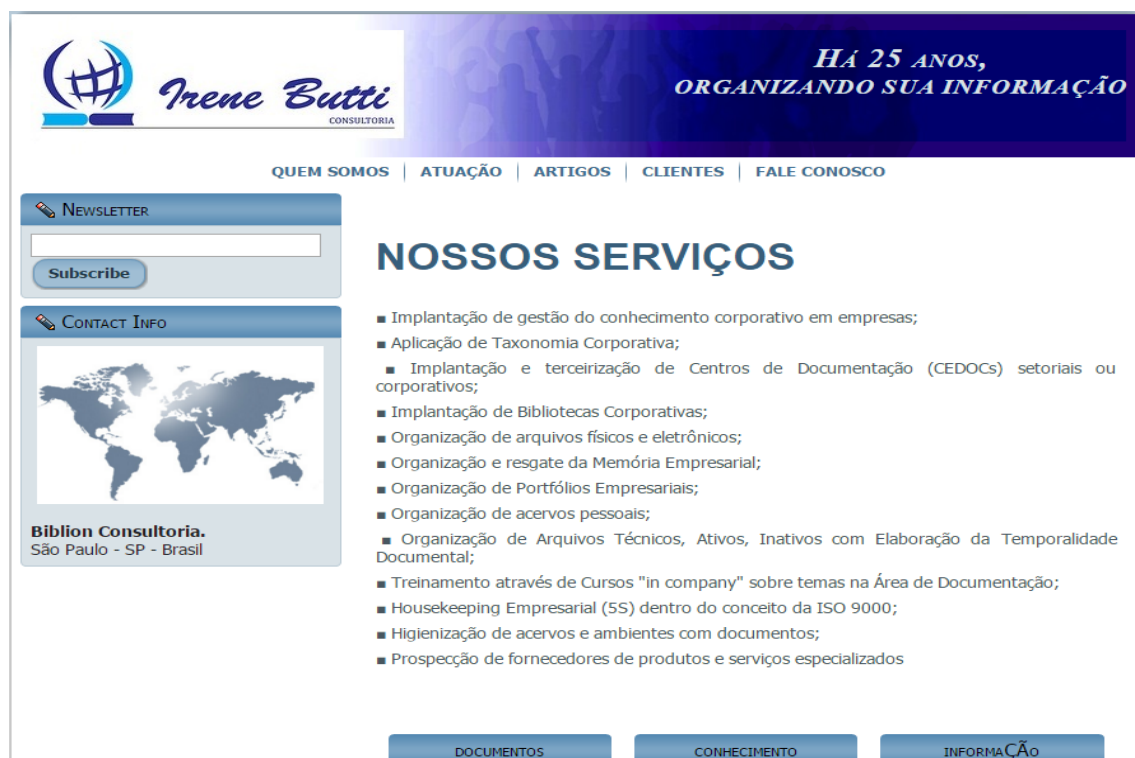 Irene Butti
CONSULTORIA
HÁ 25 ANOS,
ORGANIZANDO SUA INFORMAÇÃO
QUEM SOMOS | ATUAÇÃO | ARTIGOS | CLIENTES | FALE CONOSCO
NEWSLETTER
Subscribe
CONTACT INFO
Biblion Consultoria.
São Paulo - SP - Brasil
NOSSOS SERVIÇOS
■ Implantação de gestão do conhecimento corporativo em empresas;
■ Aplicação de Taxonomia Corporativa;
■ Implantação e terceirização de Centros de Documentação (CEDOCs) setoriais ou
corporativos;
■ Implantação de Bibliotecas Corporativas;
■ Organização de arquivos físicos e eletrônicos;
■ Organização e resgate da Memória Empresarial;
■ Organização de Portfólios Empresariais;
■ Organização de acervos pessoais;
■ Organização de Arquivos Técnicos, Ativos, Inativos com Elaboração da Temporalidade
Documental;
■ Treinamento através de Cursos "in company" sobre temas na Área de Documentação;
■ Housekeeping Empresarial (5S) dentro do conceito da ISO 9000;
■ Higienização de acervos e ambientes com documentos;
■ Prospecção de fornecedores de produtos e serviços especializados
DOCUMENTOS
CONHECIMENTO
INFORMAÇÃO